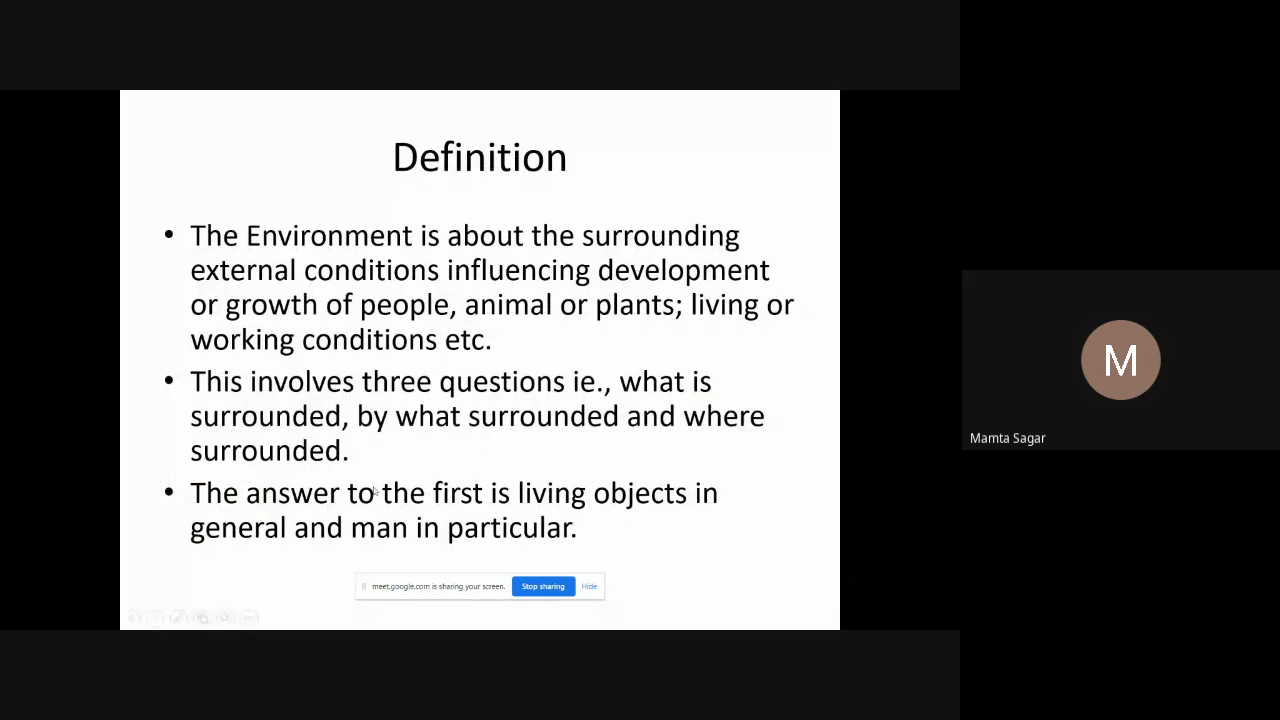 Definition
• The Environment is about the surrounding
external conditions influencing development
or growth of people, animal or plants; living or
working conditions etc.
• This involves three questions ie., what is
surrounded, by what surrounded and where
surrounded.
• The answer to the first is living objects in
general and man in particular.
meet.google.com is sharing your screen. Stop sharing Hide
M
Mamta Sagar